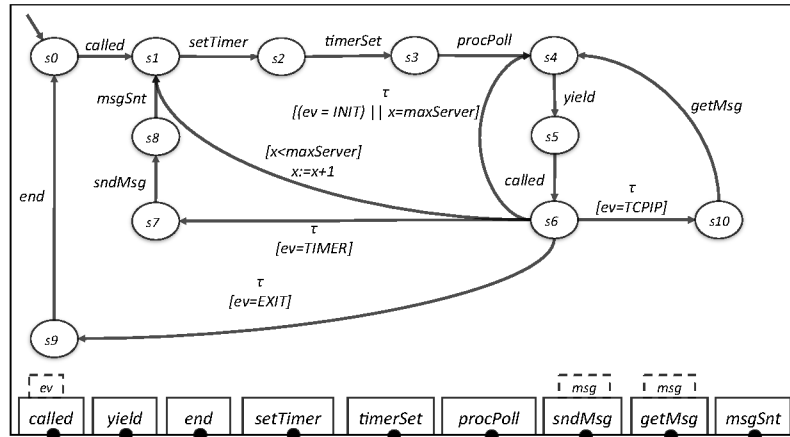 s0 called s1 setTimer s2 timerSet s3 procPoll s4
msgSnt
τ
[(ev = INIT) || x=maxServer]
yield
getMsg
s8
s5
[x<maxServer]
x:=x+1
called
end
sndMsg
s7
s6
τ
[ev=TCPIP]
s10
τ
[ev=TIMER]
τ
[ev=EXIT]
s9
ev
msg
msg
called yield end setTimer timerSet procPoll sndMsg getMsg msgSnt